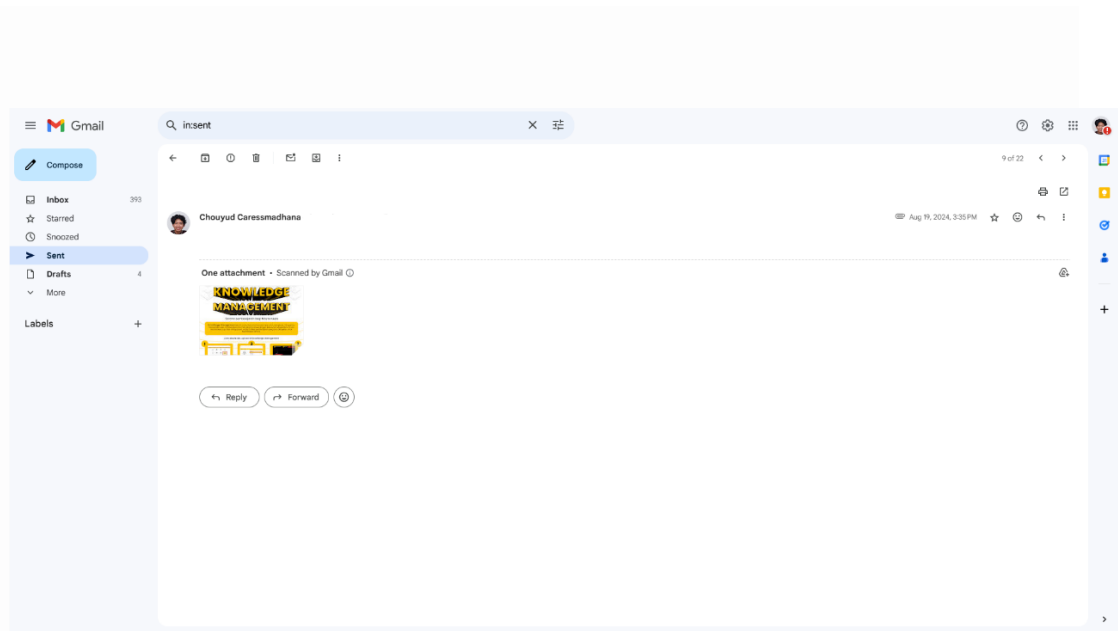 Gmail
in:sent
Compose
9 of 22
Inbox 393
Starred
Snoozed
Sent
Drafts 4
More
Labels
Chouyud Caressmadhana
Aug 19, 2024, 3:35 PM
One attachment • Scanned by Gmail
KNOWLEDGE
MANAGEMENT
Reply
Forward